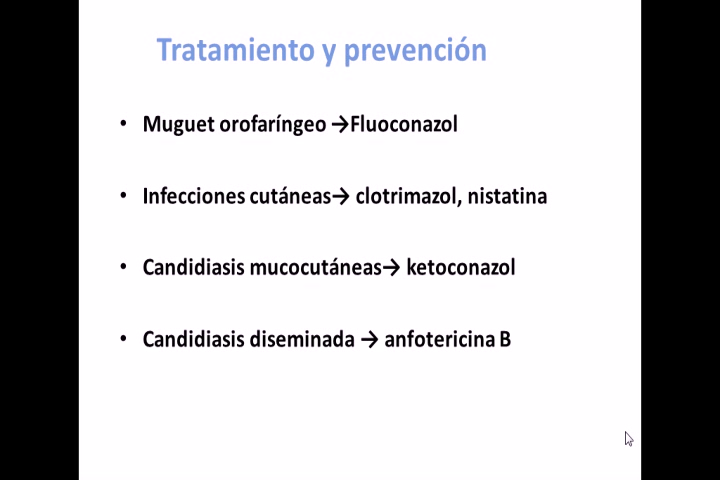 Tratamiento y prevención
• Muguet orofaríngeo →Fluoconazol
• Infecciones cutáneas→ clotrimazol, nistatina
• Candidiasis mucocutáneas→ ketoconazol
• Candidiasis diseminada → anfotericina B